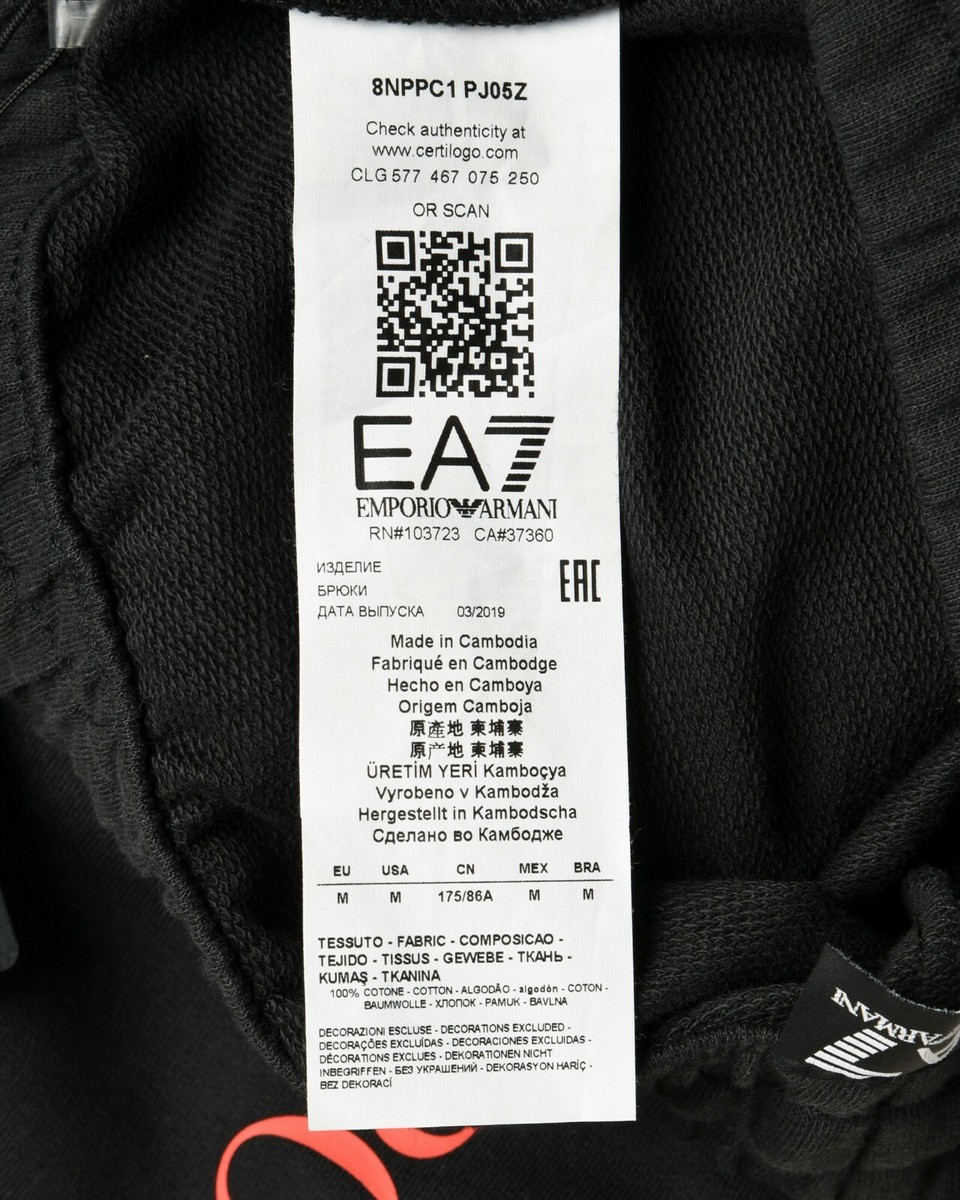 8NPPC1 PJ05Z
Check authenticity at
www.certilogo.com
CLG 577 467 075 250
OR SCAN
EA7
EMPORIO ARMANI
RN#103723 CA#37360
ИЗДЕЛИЕ
БРЮКИ
ДАТА ВЫПУСКА 03/2019
EAC
Made in Cambodia
Fabriqué en Cambodge
Hecho en Camboya
Origem Camboja
原產地 柬埔寨
原产地 柬埔寨
ÜRETİM YERİ Kamboçya
Vyrobeno v Kambodža
Hergestellt in Kambodscha
Сделано во Камбодже
EU USA CN MEX BRA
M M 175/86A M M
TESSUTO - FABRIC - COMPOSICAO -
TEJIDO - TISSUS - GEWEBE - ТКАНЬ -
KUMAŞ - TKANINA
100% COTONE - COTTON - ALGODÃO - algodòn - COTON -
BAUMWOLLE - ХЛОПОК - PAMUK - BAVLNA
DECORAZIONI ESCLUSE - DECORATIONS EXCLUDED -
DECORAÇÕES EXCLUÍDAS - DECORACIONES EXCLUIDAS -
DÉCORATIONS EXCLUES - DEKORATIONEN NICHT
INBEGRIFFEN - БЕЗ УКРАШЕНИЙ - DEKORASYON HARİÇ -
BEZ DEKORACÍ
ARMANI
7